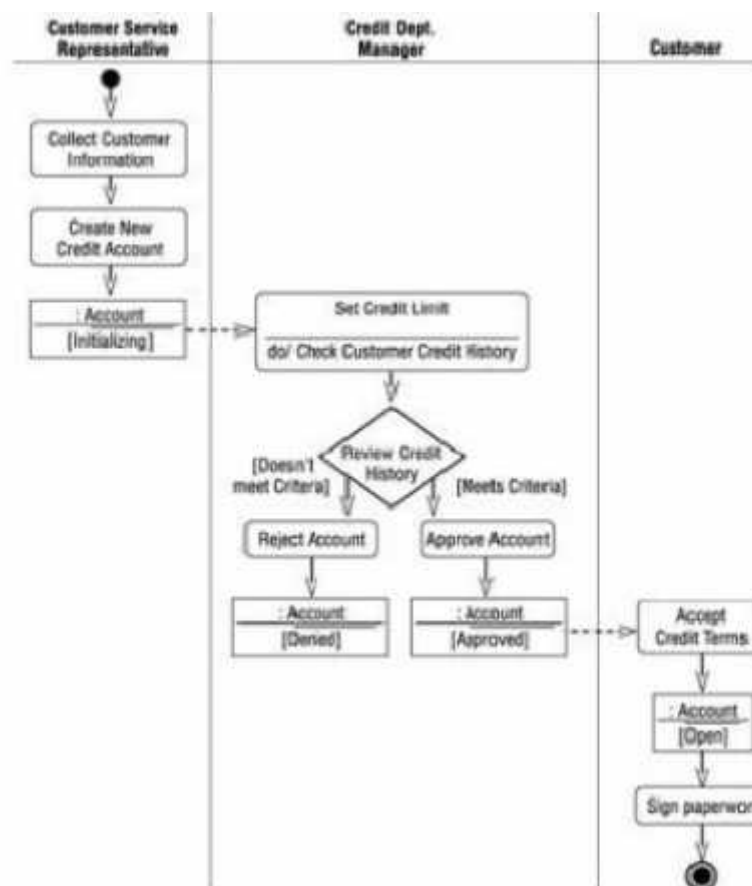 Customer Service
Representative
Credit Dept.
Manager
Customer
Collect Customer
Information
Create New
Credit Account
: Account
[Initializing]
Set Credit Limit
do/ Check Customer Credit History
Review Credit
History
[Doesn't
meet Criteria]
[Meets Criteria]
Reject Account
Approve Account
: Account
[Denied]
: Account
[Approved]
Accept
Credit Terms
: Account
[Open]
Sign paperwor